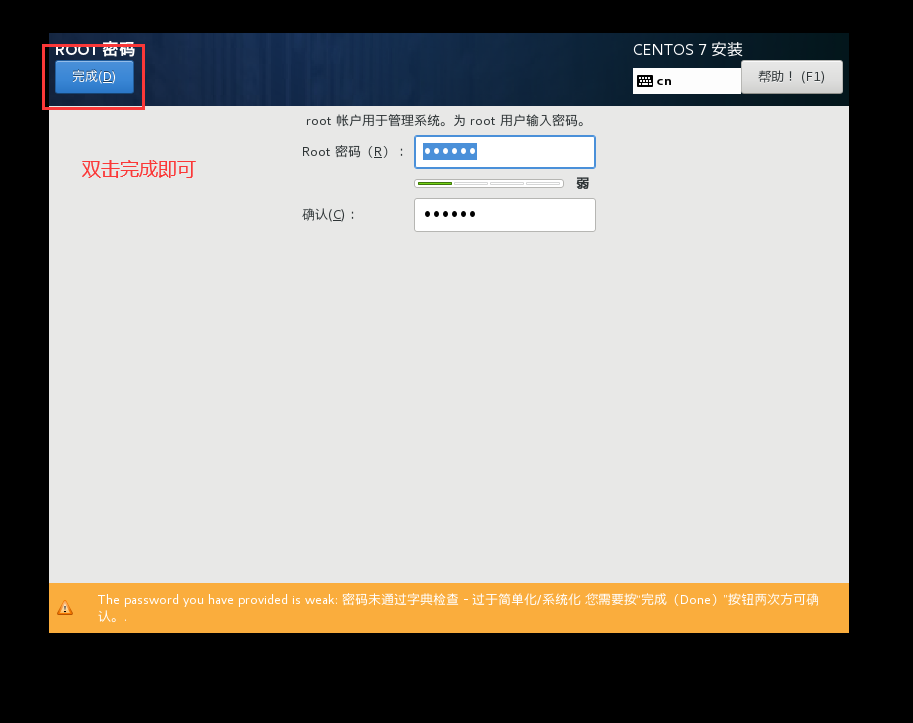 ROOT 密码
CENTOS 7 安装
完成(D)
cn
帮助！ (F1)
root 帐户用于管理系统。为 root 用户输入密码。
Root 密码（R）：
双击完成即可
弱
确认(C)：
The password you have provided is weak: 密码未通过字典检查 - 过于简单化/系统化 您需要按"完成（Done）"按钮两次方可确
认。.